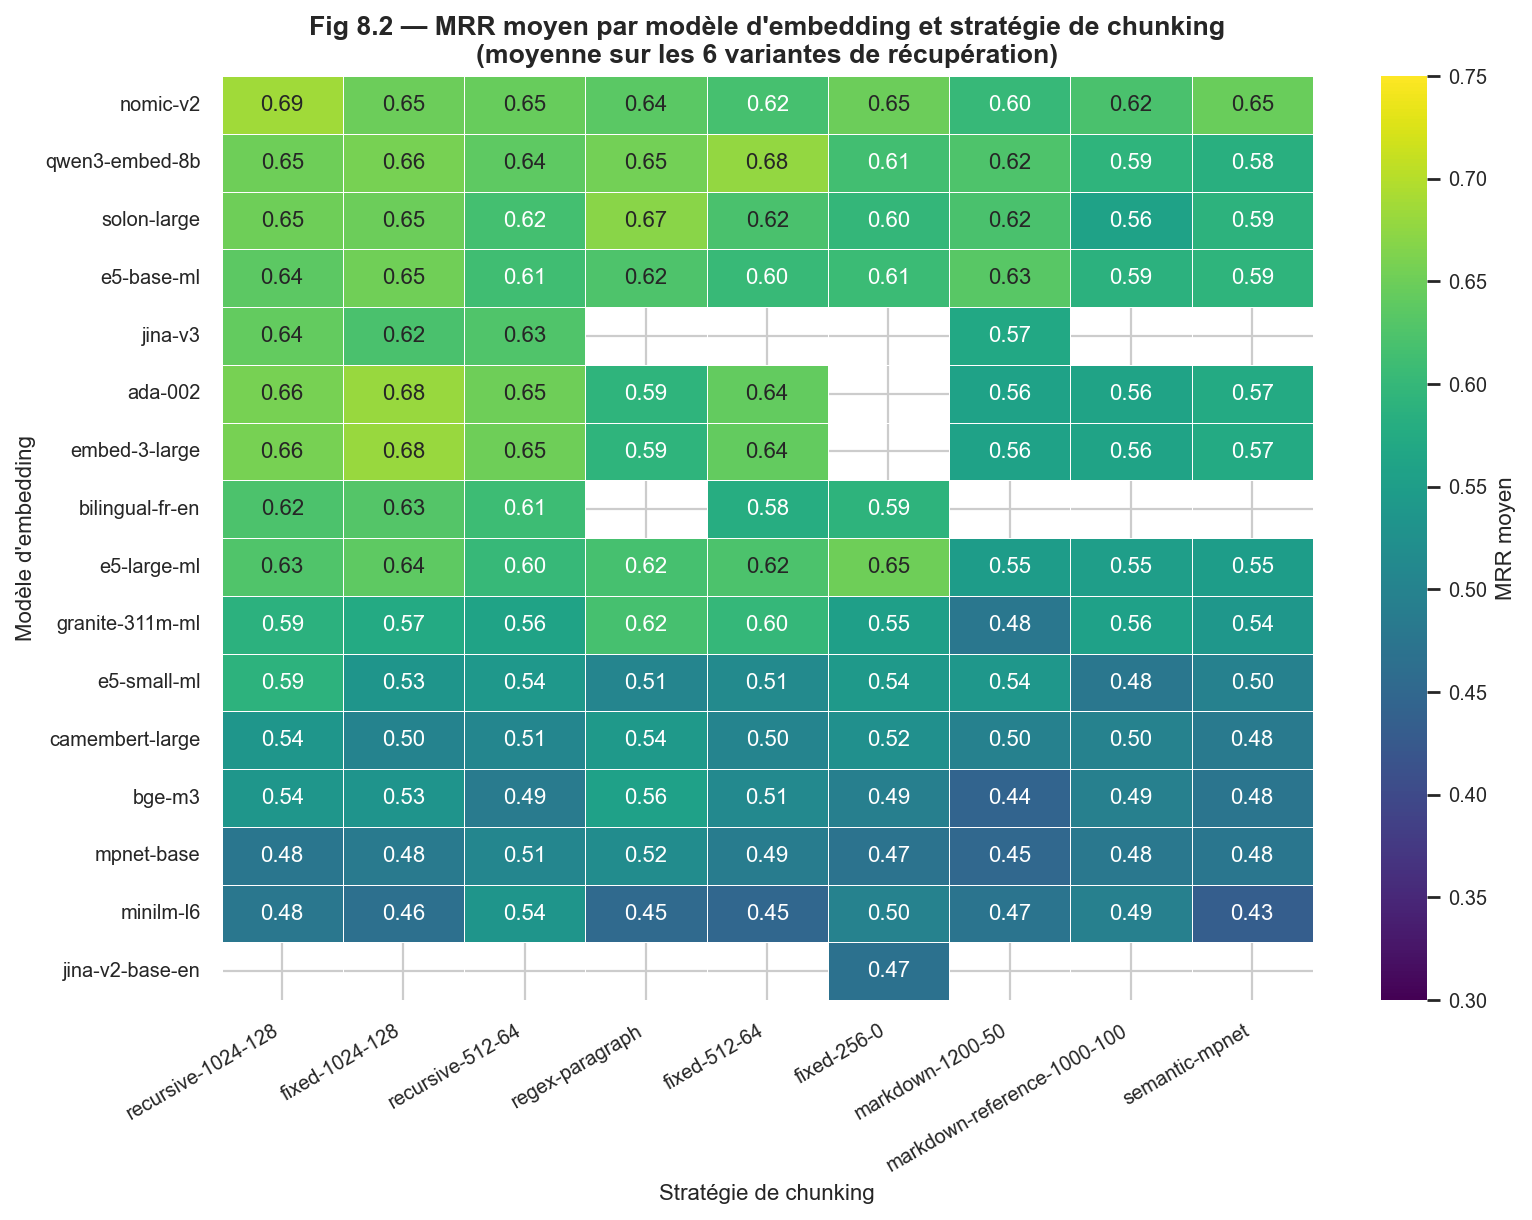 Fig 8.2 — MRR moyen par modèle d'embedding et stratégie de chunking
(moyenne sur les 6 variantes de récupération)
Modèle d'embedding
nomic-v2 0.69 0.65 0.65 0.64 0.62 0.65 0.60 0.62 0.65
qwen3-embed-8b 0.65 0.66 0.64 0.65 0.68 0.61 0.62 0.59 0.58
solon-large 0.65 0.65 0.62 0.67 0.62 0.60 0.62 0.56 0.59
e5-base-ml 0.64 0.65 0.61 0.62 0.60 0.61 0.63 0.59 0.59
jina-v3 0.64 0.62 0.63 0.57
ada-002 0.66 0.68 0.65 0.59 0.64 0.56 0.56 0.57
embed-3-large 0.66 0.68 0.65 0.59 0.64 0.56 0.56 0.57
bilingual-fr-en 0.62 0.63 0.61 0.58 0.59
e5-large-ml 0.63 0.64 0.60 0.62 0.62 0.65 0.55 0.55 0.55
granite-311m-ml 0.59 0.57 0.56 0.62 0.60 0.55 0.48 0.56 0.54
e5-small-ml 0.59 0.53 0.54 0.51 0.51 0.54 0.54 0.48 0.50
camembert-large 0.54 0.50 0.51 0.54 0.50 0.52 0.50 0.50 0.48
bge-m3 0.54 0.53 0.49 0.56 0.51 0.49 0.44 0.49 0.48
mpnet-base 0.48 0.48 0.51 0.52 0.49 0.47 0.45 0.48 0.48
minilm-l6 0.48 0.46 0.54 0.45 0.45 0.50 0.47 0.49 0.43
jina-v2-base-en 0.47
recursive-1024-128
fixed-1024-128
recursive-512-64
regex-paragraph
fixed-512-64
fixed-256-0
markdown-1200-50
markdown-reference-1000-100
semantic-mpnet
Stratégie de chunking
0.75
0.70
0.65
0.60
0.55
0.50
0.45
0.40
0.35
0.30
MRR moyen